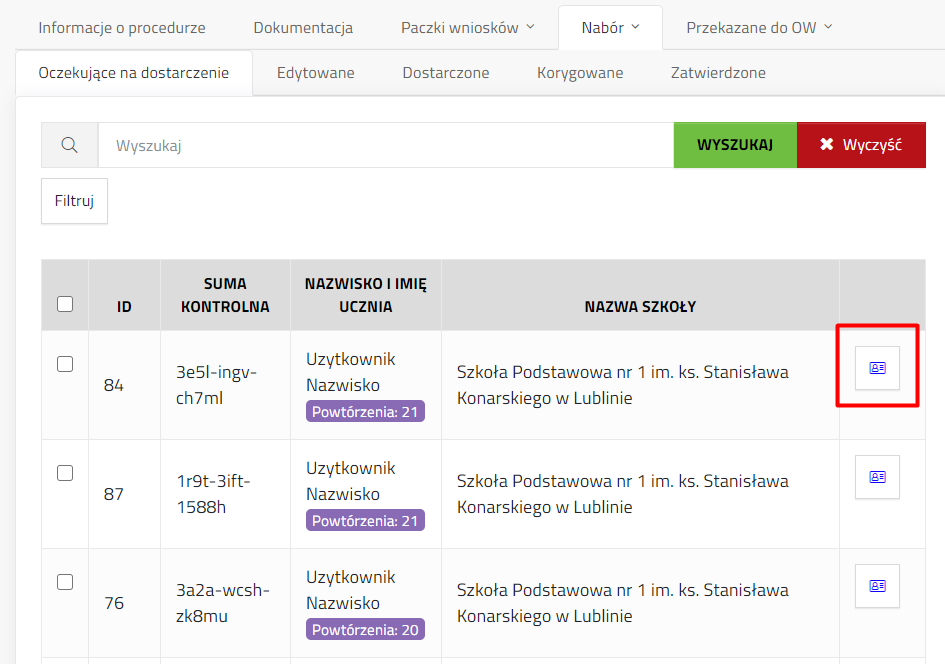 Informacje o procedurze Dokumentacja Paczki wniosków Nabór Przekazane do OW
Oczekujące na dostarczenie Edytowane Dostarczone Korygowane Zatwierdzone
Wyszukaj WYSZUKAJ Wyczyść
Filtruj
ID SUMA KONTROLNA NAZWISKO I IMIĘ UCZNIA NAZWA SZKOŁY
84 3e5l-ingv-ch7ml Uzytkownik Nazwisko Powtórzenia: 21 Szkoła Podstawowa nr 1 im. ks. Stanisława Konarskiego w Lublinie
87 1r9t-3ift-1588h Uzytkownik Nazwisko Powtórzenia: 21 Szkoła Podstawowa nr 1 im. ks. Stanisława Konarskiego w Lublinie
76 3a2a-wcsh-zk8mu Uzytkownik Nazwisko Powtórzenia: 20 Szkoła Podstawowa nr 1 im. ks. Stanisława Konarskiego w Lublinie